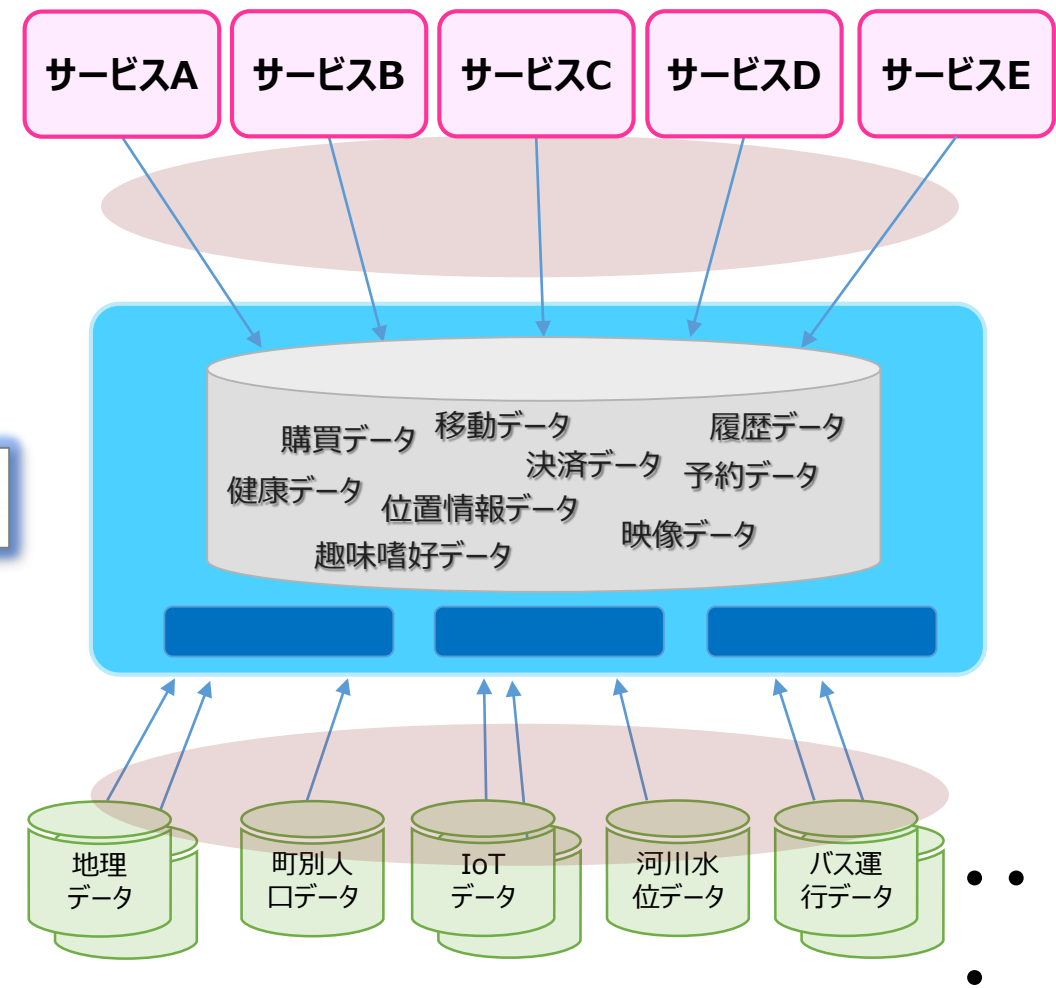 サービスA
サービスB
サービスC
サービスD
サービスE
購買データ
移動データ
履歴データ
決済データ
予約データ
健康データ
位置情報データ
映像データ
趣味嗜好データ
地理
データ
町別人
口データ
IoT
データ
河川水
位データ
バス運
行データ
・・
・